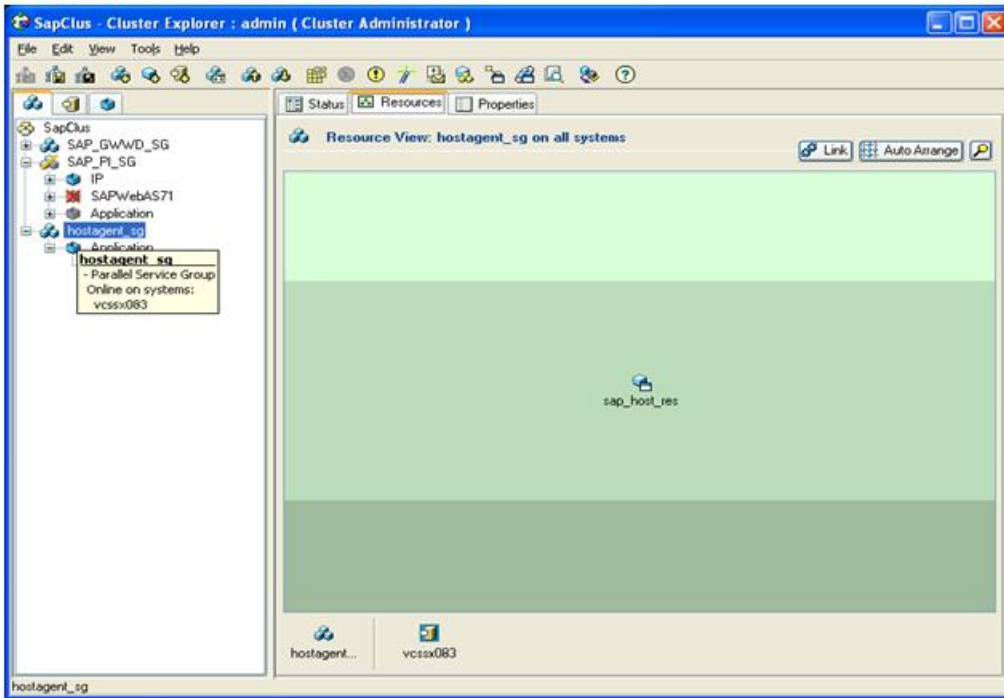 SapClus - Cluster Explorer : admin ( Cluster Administrator )
File Edit View Tools Help
Status Resources Properties
SapClus
SAP_GWWD_SG
SAP_PI_SG
IP
SAPWebAS71
Application
hostagent_sg
Application
hostagent_sg
- Parallel Service Group
Online on systems:
vcssx083
Resource View: hostagent_sg on all systems
Link Auto Arrange
sap_host_res
hostagent... vcssx083
hostagent_sg